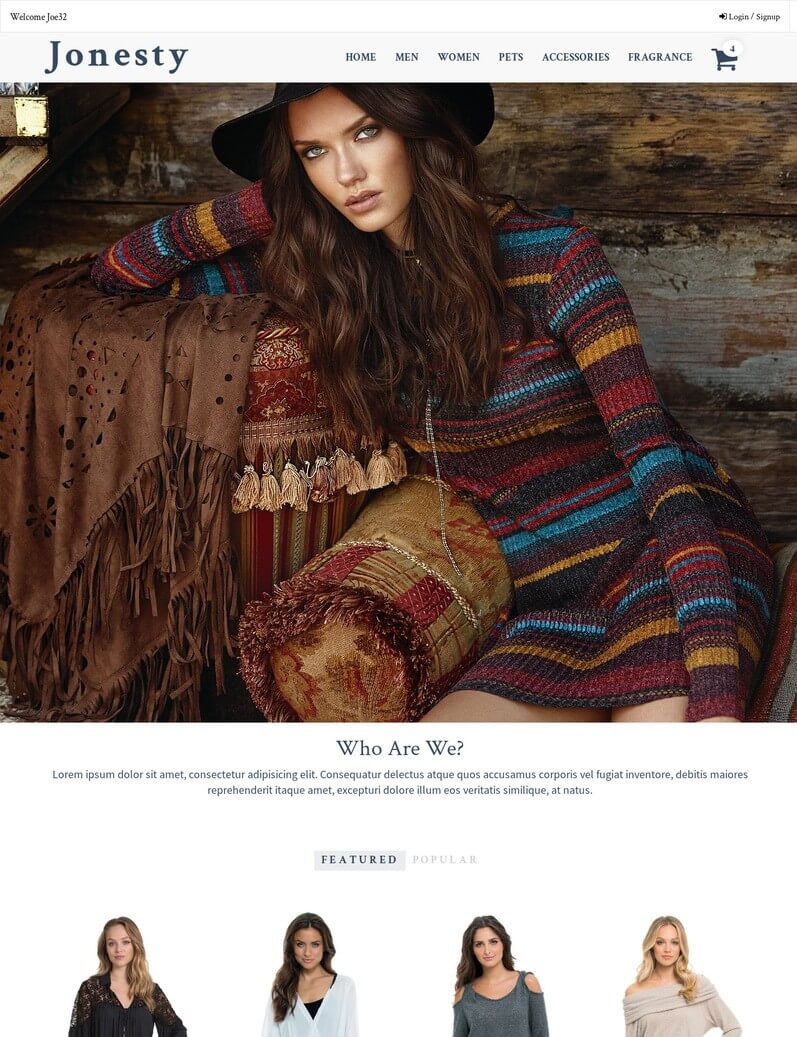 Welcome Joe32
Login / Signup
Jonesty
HOME MEN WOMEN PETS ACCESSORIES FRAGRANCE
4
Who Are We?
Lorem ipsum dolor sit amet, consectetur adipisicing elit. Consequatur delectus atque quos accusamus corporis vel fugiat inventore, debitis maiores
reprehenderit itaque amet, excepturi dolore illum eos veritatis similique, at natus.
FEATURED POPULAR